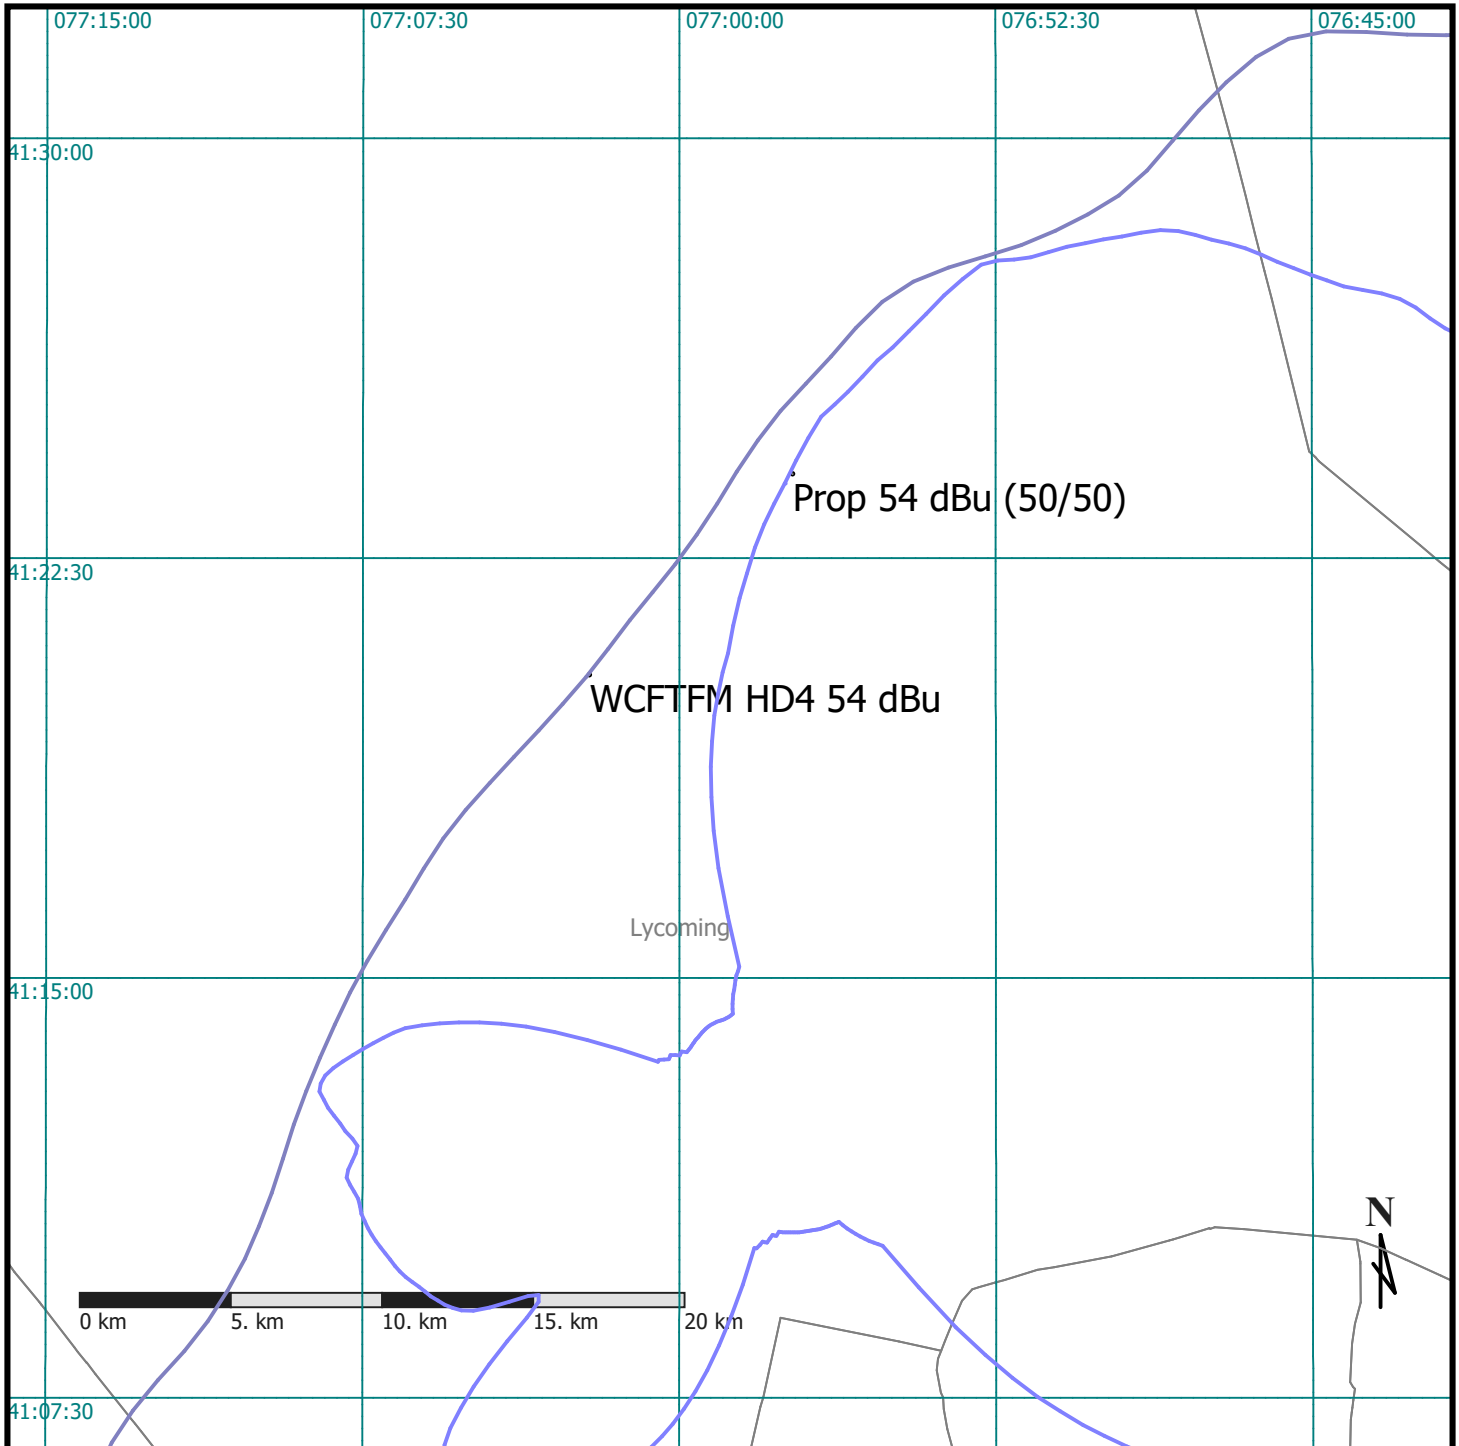 077:15:00 077:07:30 077:00:00 076:52:30 076:45:00
41:30:00
Prop 54 dBu (50/50)
41:22:30
WCFTFM HD4 54 dBu
Lycoming
41:15:00
N
0 km 5. km 10. km 15. km 20 km
41:07:30